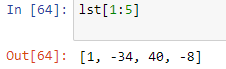 In [64]: lst[1:5]
Out[64]: [1, -34, 40, -8]